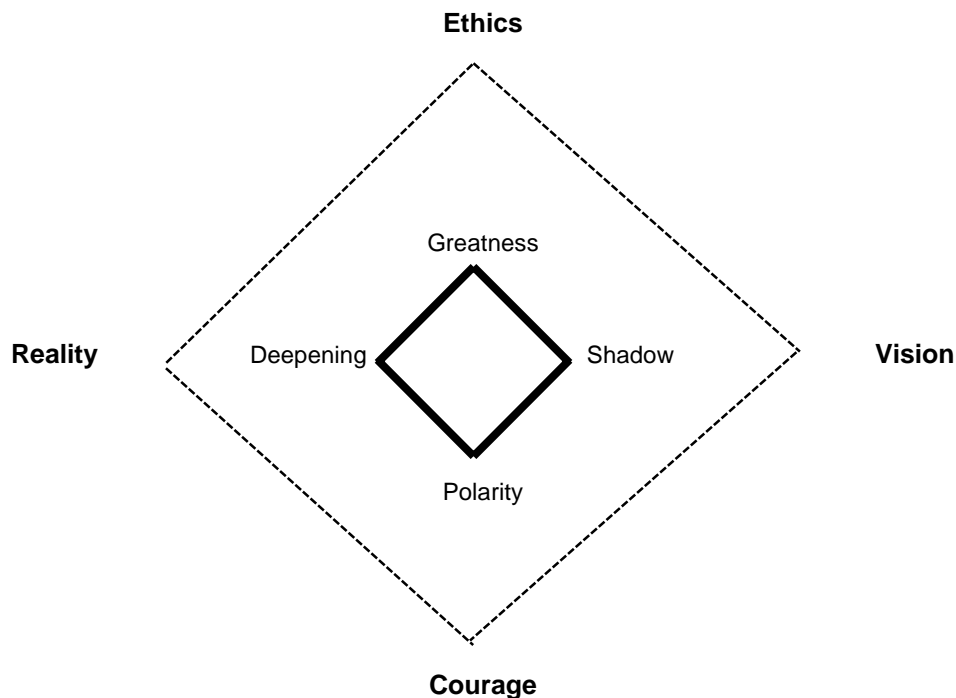 Ethics
Greatness
Reality
Deepening
Shadow
Vision
Polarity
Courage